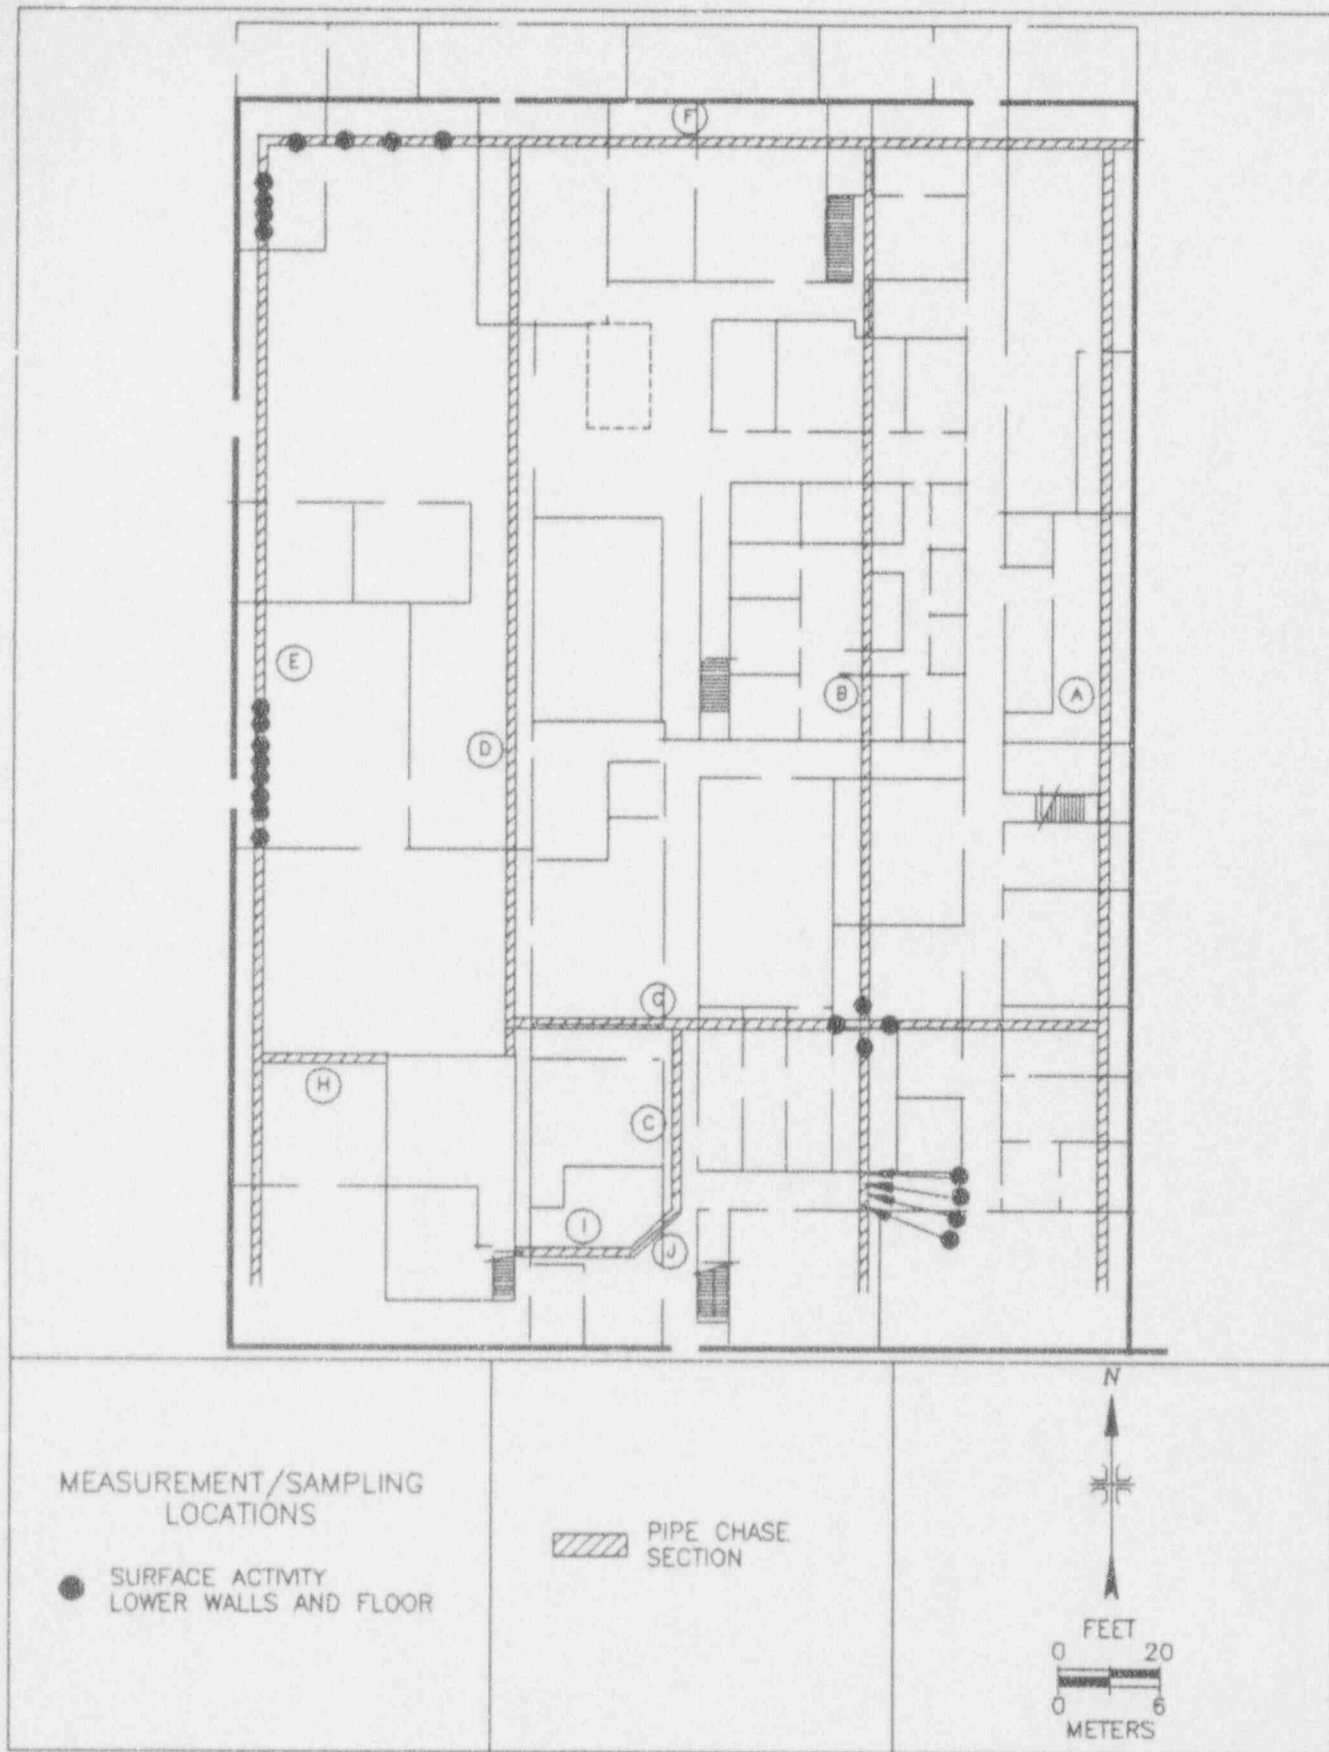 F
E
B
A
D
G
H
C
I
J
N
MEASUREMENT/SAMPLING
LOCATIONS
SURFACE ACTIVITY
LOWER WALLS AND FLOOR
PIPE CHASE
SECTION
FEET
0 20
0 6
METERS